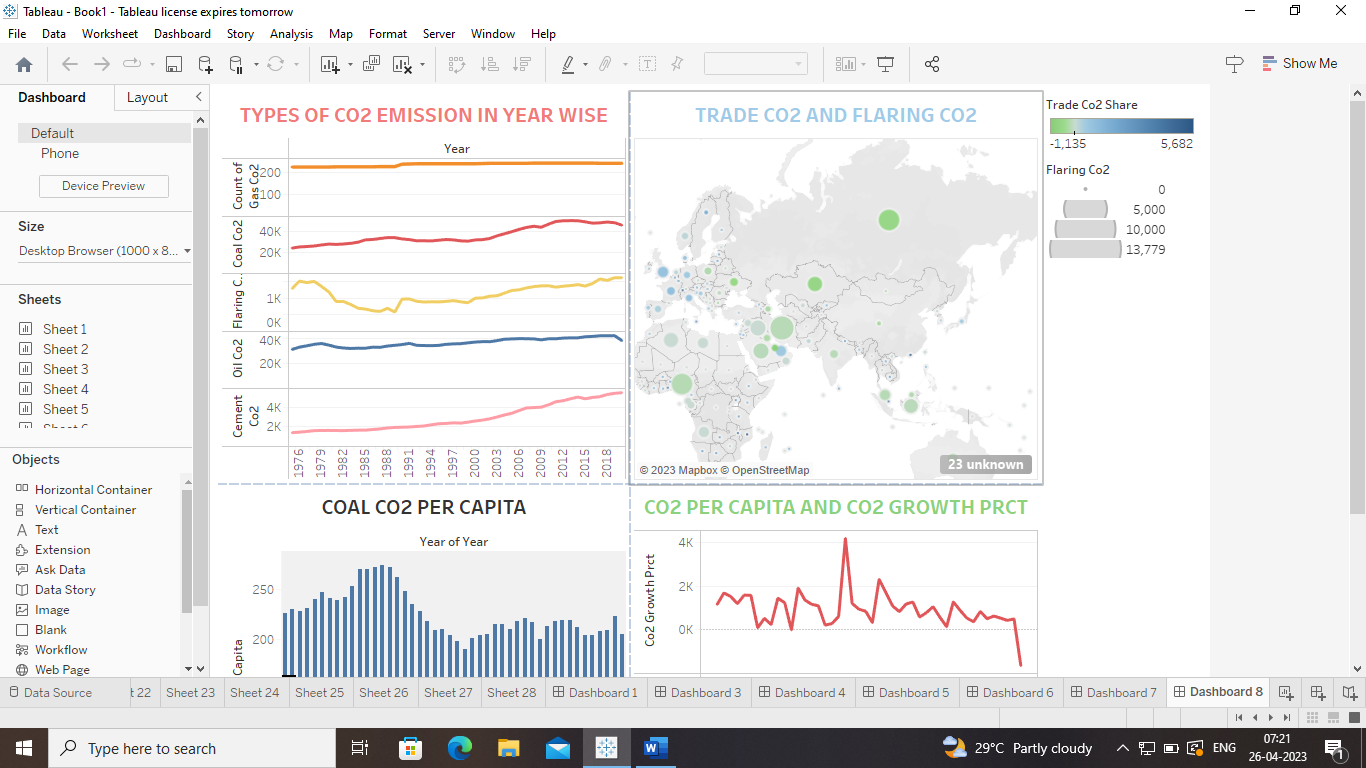 Tableau - Book1 - Tableau license expires tomorrow
File Data Worksheet Dashboard Story Analysis Map Format Server Window Help
Show Me
Dashboard Layout
Default
Phone
Device Preview
Size
Desktop Browser (1000 x 8...
Sheets
Sheet 1
Sheet 2
Sheet 3
Sheet 4
Sheet 5
Objects
Horizontal Container
Vertical Container
Text
Extension
Ask Data
Data Story
Image
Blank
Workflow
Web Page
TYPES OF CO2 EMISSION IN YEAR WISE
Year
Count of Gas Co2
200
100
Coal Co2
40K
20K
Flaring C..
1K
0K
Oil Co2
40K
20K
Cement Co2
4K
2K
1976 1979 1982 1985 1988 1991 1994 1997 2000 2003 2006 2009 2012 2015 2018
TRADE CO2 AND FLARING CO2
© 2023 Mapbox © OpenStreetMap
23 unknown
Trade Co2 Share
-1,135 5,682
Flaring Co2
0
5,000
10,000
13,779
COAL CO2 PER CAPITA
Year of Year
250
200
Capita
CO2 PER CAPITA AND CO2 GROWTH PRCT
Co2 Growth Prct
4K
2K
0K
Data Source t 22 Sheet 23 Sheet 24 Sheet 25 Sheet 26 Sheet 27 Sheet 28 Dashboard 1 Dashboard 3 Dashboard 4 Dashboard 5 Dashboard 6 Dashboard 7 Dashboard 8
Type here to search
29°C Partly cloudy
ENG
07:21
26-04-2023
1